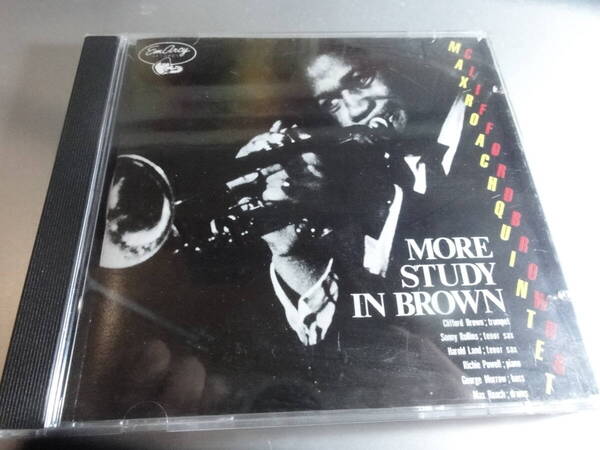 EmArcy
CLIFFORD BROWN &
MAX ROACH QUINTET
MORE
STUDY
IN BROWN
Clifford Brown; trumpet
Sonny Rollins; tenor sax
Harold Land; tenor sax
Richie Powell; piano
George Morrow; bass
Max Roach; drums